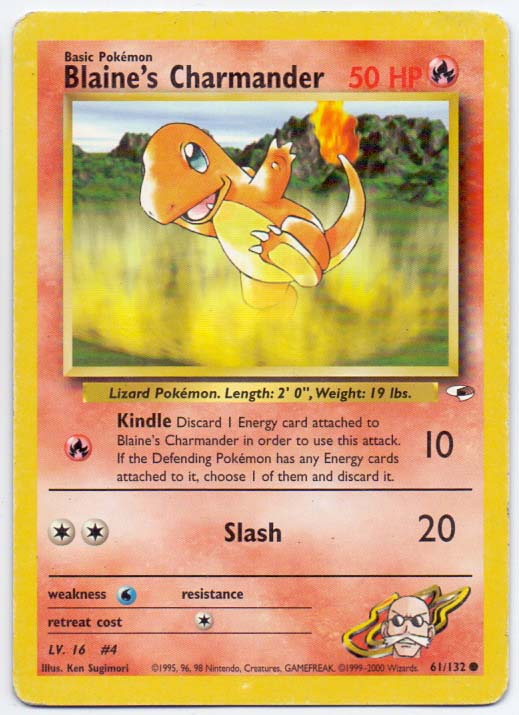 Basic Pokémon
Blaine's Charmander 50 HP
Lizard Pokémon. Length: 2' 0", Weight: 19 lbs.
Kindle Discard 1 Energy card attached to
Blaine's Charmander in order to use this attack.
If the Defending Pokémon has any Energy cards
attached to it, choose 1 of them and discard it.
10
Slash 20
weakness resistance
retreat cost
LV. 16 #4
Illus. Ken Sugimori ©1995, 96, 98 Nintendo, Creatures, GAMEFREAK. ©1999-2000 Wizards. 61/132